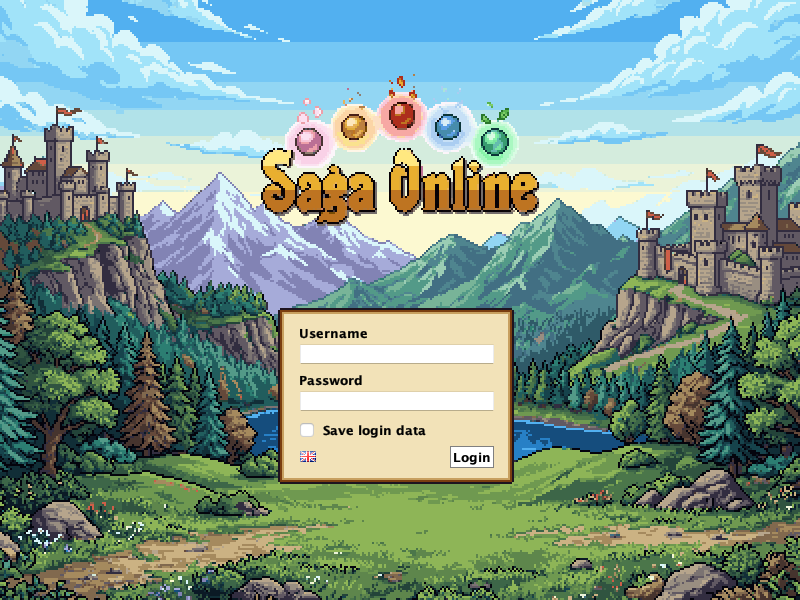 Saga Online
Username
Password
Save login data
Login